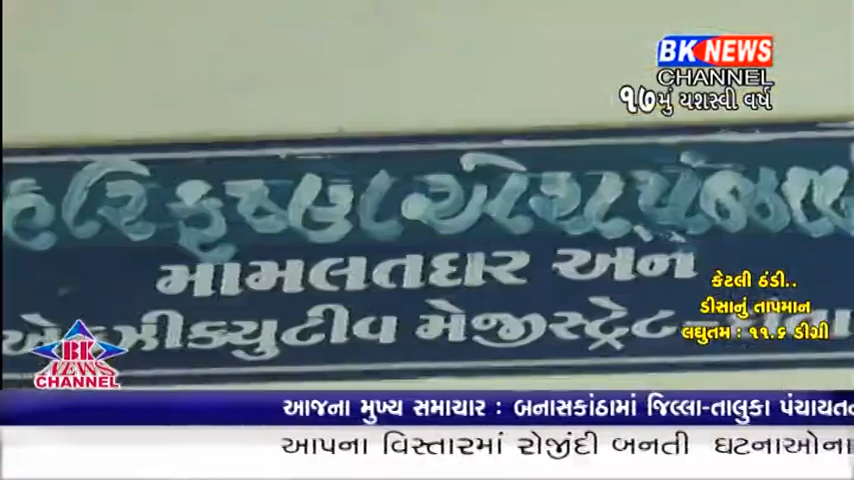 BK NEWS
CHANNEL
૧૭મું યશસ્વી વર્ષ
મામલતદાર અને
એક્ઝીક્યુટીવ મેજીસ્ટ્રેટ
કેટલી ઠંડી..
ડીસાનું તાપમાન
લઘુતમ : ૧૧.૬ ડીગ્રી
BK
NEWS
CHANNEL
આજના મુખ્ય સમાચાર : બનાસકાંઠામાં જિલ્લા-તાલુકા પંચાયતન
આપના વિસ્તારમાં રોજીંદી બનતી ઘટનાઓના